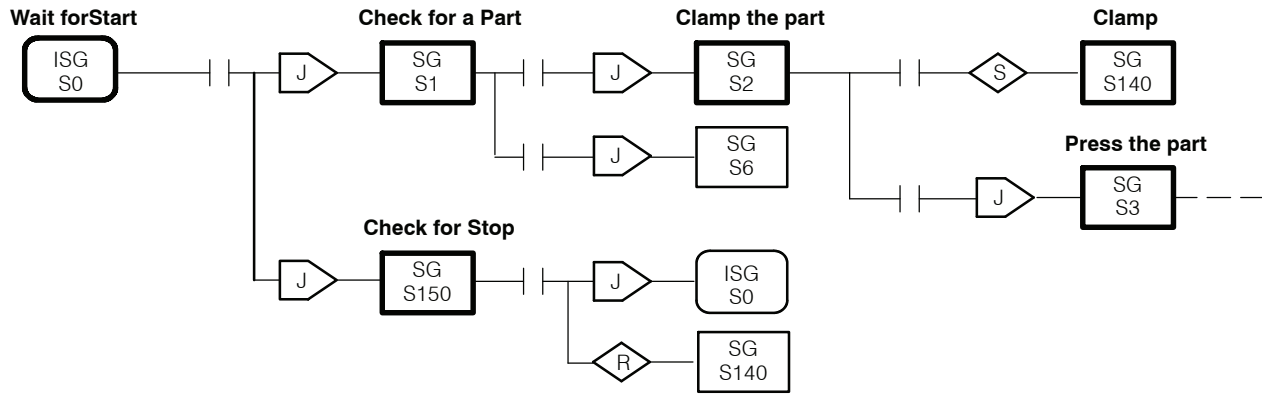 Wait forStart
Check for a Part
Clamp the part
Clamp
ISG
S0
J
SG
S1
J
SG
S2
S
SG
S140
J
SG
S6
Press the part
J
SG
S3
Check for Stop
J
SG
S150
J
ISG
S0
R
SG
S140